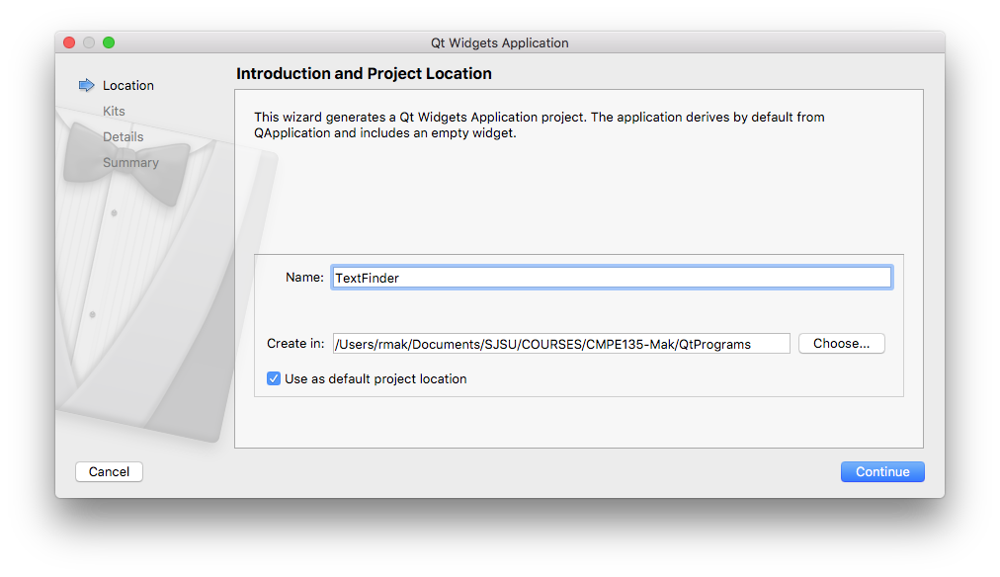 Qt Widgets Application
Location
Kits
Details
Summary
Introduction and Project Location
This wizard generates a Qt Widgets Application project. The application derives by default from
QApplication and includes an empty widget.
Name: TextFinder
Create in: /Users/rmak/Documents/SJSU/COURSES/CMPE135-Mak/QtPrograms Choose...
Use as default project location
Cancel Continue